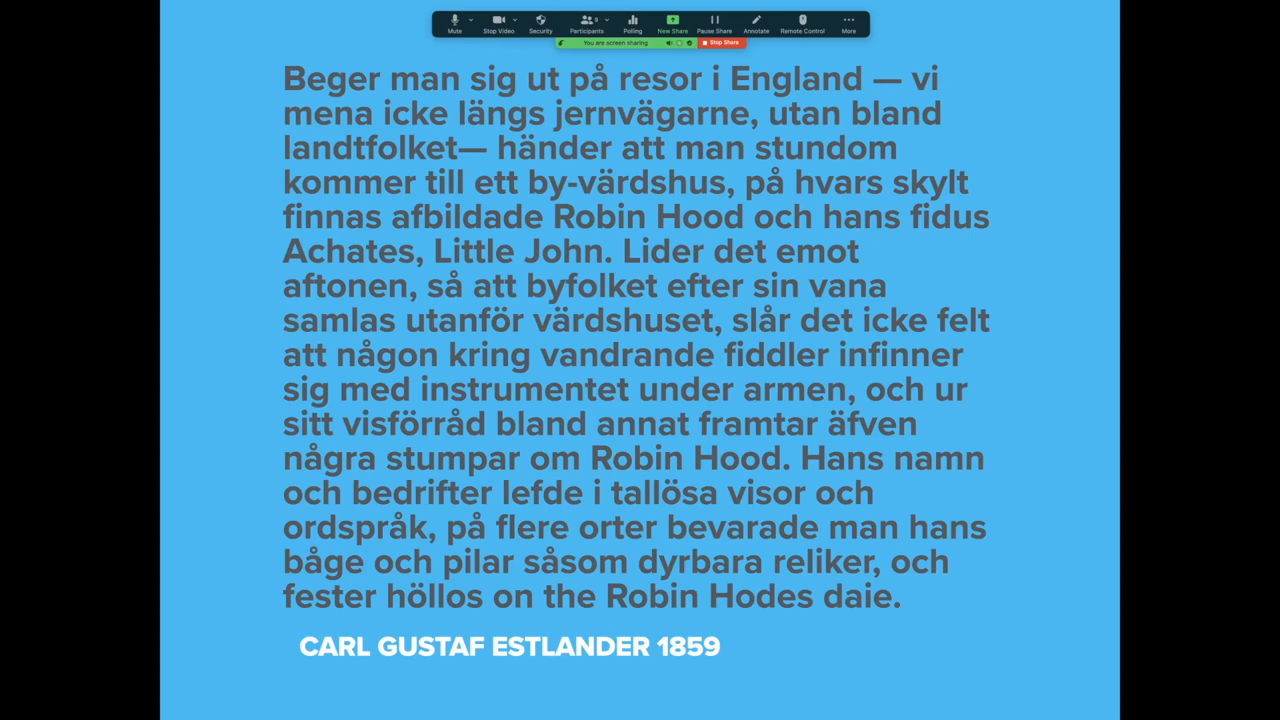 Mute
Stop Video
Security
Participants
9
Polling
New Share
Pause Share
Annotate
Remote Control
More
You are screen sharing
Stop Share
Beger man sig ut på resor i England — vi
mena icke längs jernvägarne, utan bland
landtfolket— händer att man stundom
kommer till ett by-värdshus, på hvars skylt
finnas afbildade Robin Hood och hans fidus
Achates, Little John. Lider det emot
aftonen, så att byfolket efter sin vana
samlas utanför värdshuset, slår det icke felt
att någon kring vandrande fiddler infinner
sig med instrumentet under armen, och ur
sitt visförråd bland annat framtar äfven
några stumpar om Robin Hood. Hans namn
och bedrifter lefde i tallösa visor och
ordspråk, på flere orter bevarade man hans
båge och pilar såsom dyrbara reliker, och
fester höllos on the Robin Hodes daie.
CARL GUSTAF ESTLANDER 1859